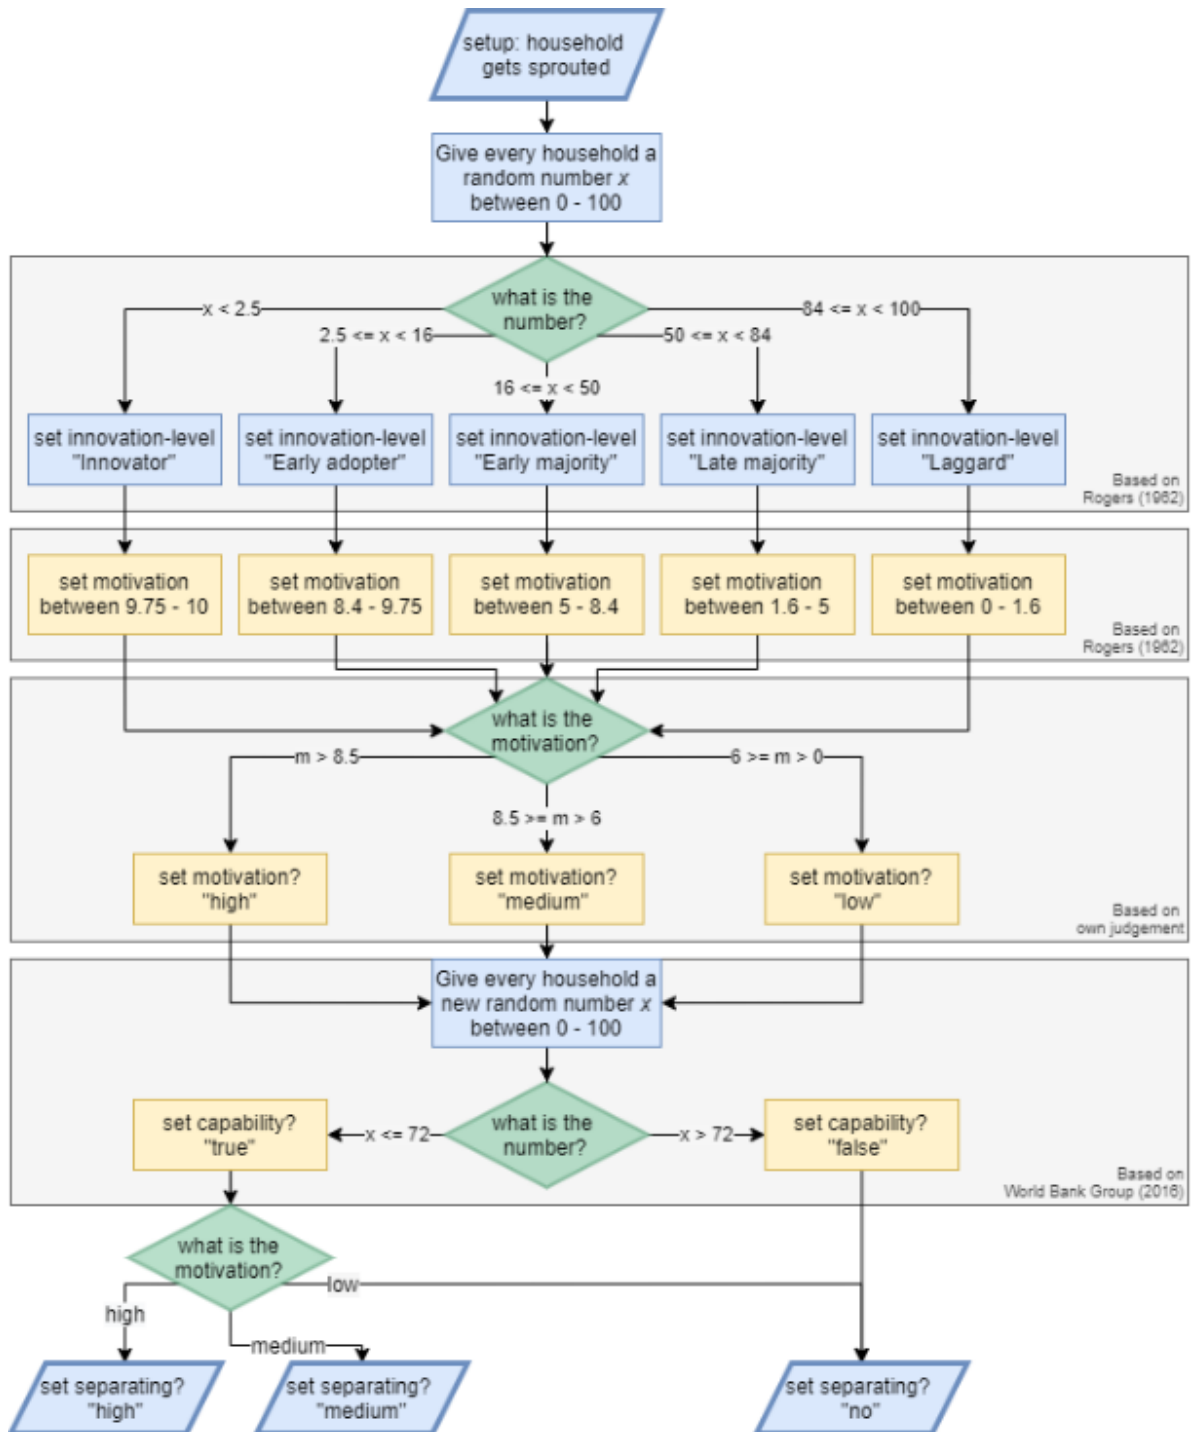 setup: household
gets sprouted
Give every household a
random number x
between 0 - 100
what is the
number?
x < 2.5
84 <= x < 100
2.5 <= x < 16
50 <= x < 84
16 <= x < 50
set innovation-level
"Innovator"
set innovation-level
"Early adopter"
set innovation-level
"Early majority"
set innovation-level
"Late majority"
set innovation-level
"Laggard"
Based on
Rogers (1962)
set motivation
between 9.75 - 10
set motivation
between 8.4 - 9.75
set motivation
between 5 - 8.4
set motivation
between 1.6 - 5
set motivation
between 0 - 1.6
Based on
Rogers (1962)
what is the
motivation?
m > 8.5
6 >= m > 0
8.5 >= m > 6
set motivation?
"high"
set motivation?
"medium"
set motivation?
"low"
Based on
own judgement
Give every household a
new random number x
between 0 - 100
set capability?
"true"
x <= 72
what is the
number?
x > 72
set capability?
"false"
Based on
World Bank Group (2016)
what is the
motivation?
low
high
medium
set separating?
"high"
set separating?
"medium"
set separating?
"no"